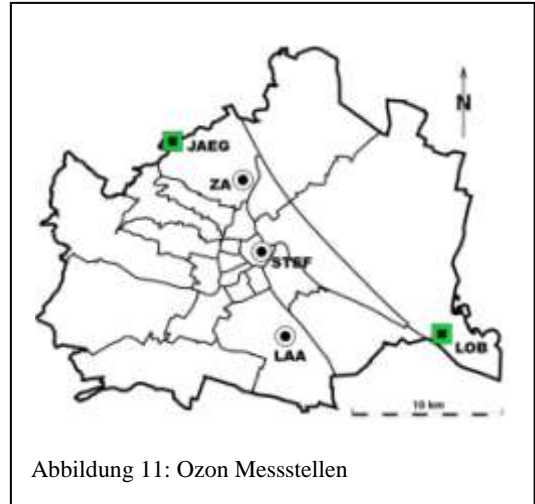 N
JAEG
ZA
STEF
LAA
LOB
10 km
Abbildung 11: Ozon Messstellen